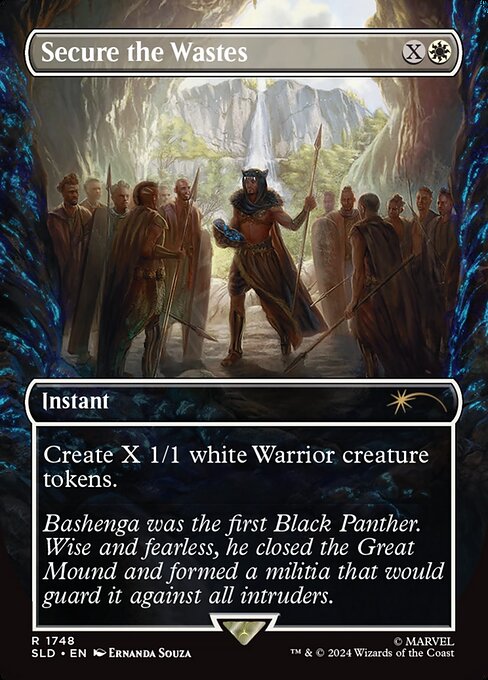 Secure the Wastes X
Instant
Create X 1/1 white Warrior creature
tokens.
Bashenga was the first Black Panther.
Wise and fearless, he closed the Great
Mound and formed a militia that would
guard it against all intruders.
R 1748
SLD • EN Ernanda Souza
© MARVEL
™ & © 2024 Wizards of the Coast